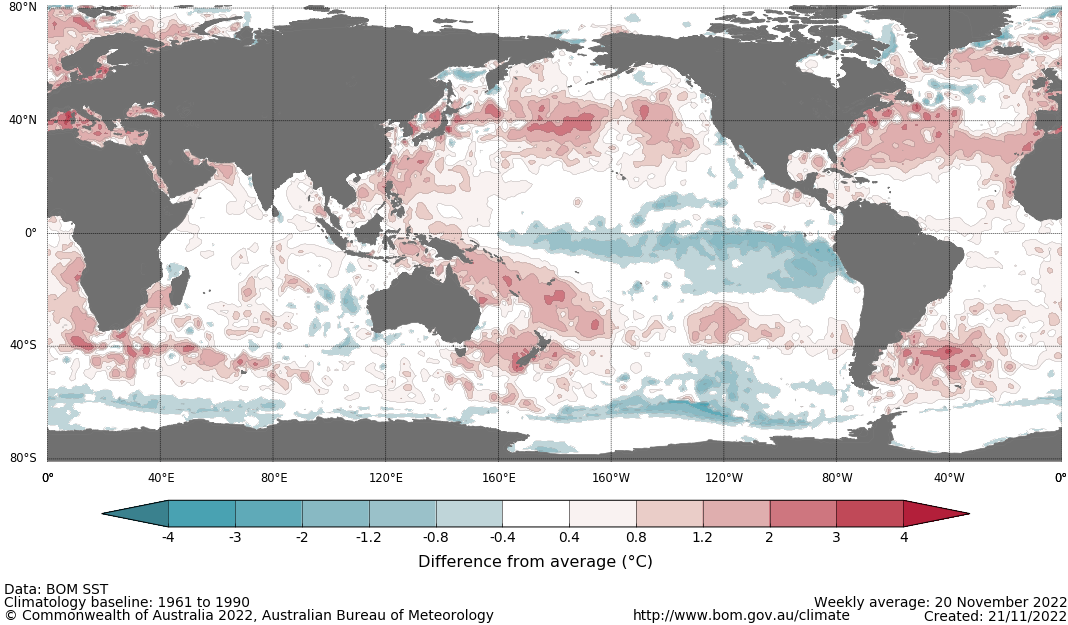 80°N
40°N
0°
40°S
80°S
0° 40°E 80°E 120°E 160°E 160°W 120°W 80°W 40°W 0°
-4 -3 -2 -1.2 -0.8 -0.4 0.4 0.8 1.2 2 3 4
Difference from average (°C)
Data: BOM SST
Climatology baseline: 1961 to 1990 Weekly average: 20 November 2022
© Commonwealth of Australia 2022, Australian Bureau of Meteorology http://www.bom.gov.au/climate Created: 21/11/2022